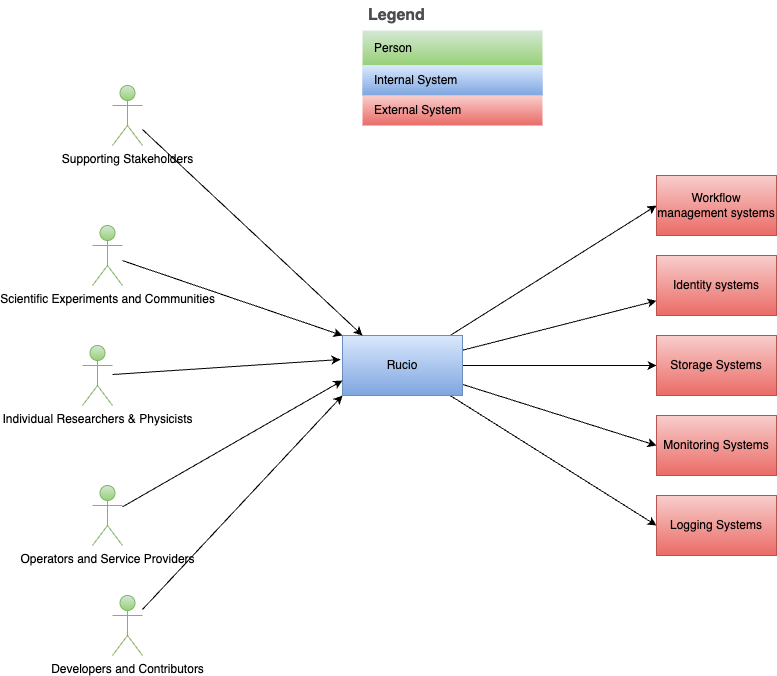 Legend
Person
Internal System
External System
Supporting Stakeholders
Scientific Experiments and Communities
Individual Researchers & Physicists
Operators and Service Providers
Developers and Contributors
Rucio
Workflow
management systems
Identity systems
Storage Systems
Monitoring Systems
Logging Systems